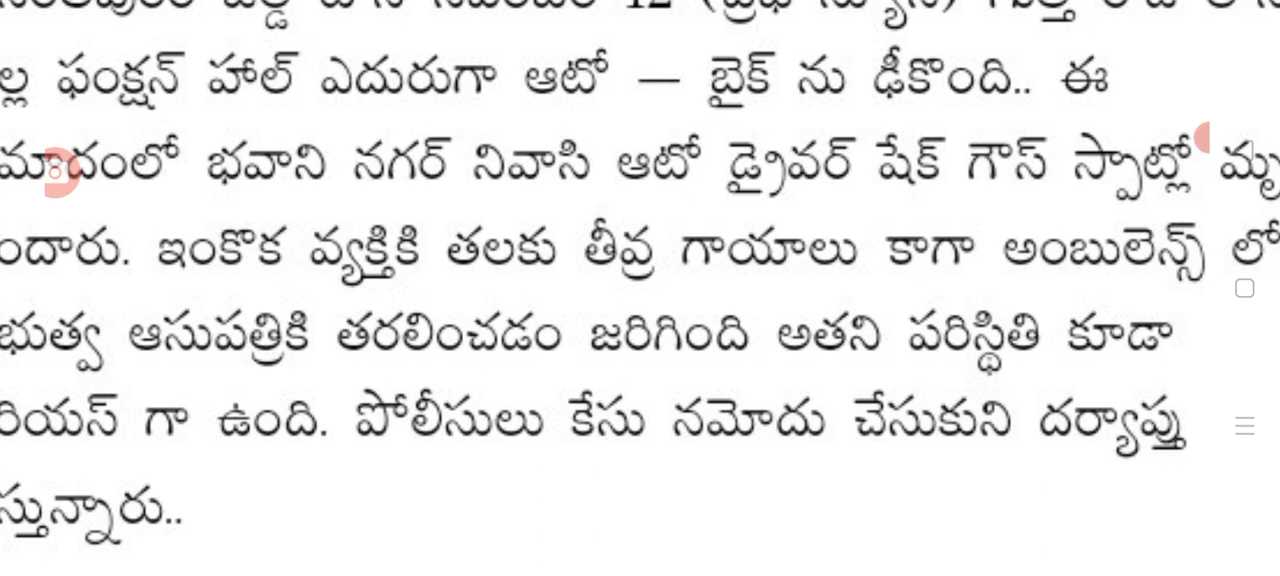 ల్ల ఫంక్షన్ హాల్ ఎదురుగా ఆటో – బైక్ ను ఢీకొంది.. ఈ
మాదంలో భవాని నగర్ నివాసి ఆటో డ్రైవర్ షేక్ గౌస్ స్పాట్లో మృ
ందారు. ఇంకొక వ్యక్తికి తలకు తీవ్ర గాయాలు కాగా అంబులెన్స్ లో
భుత్వ ఆసుపత్రికి తరలించడం జరిగింది అతని పరిస్థితి కూడా
రియస్ గా ఉంది. పోలీసులు కేసు నమోదు చేసుకుని దర్యాప్తు
స్తున్నారు..